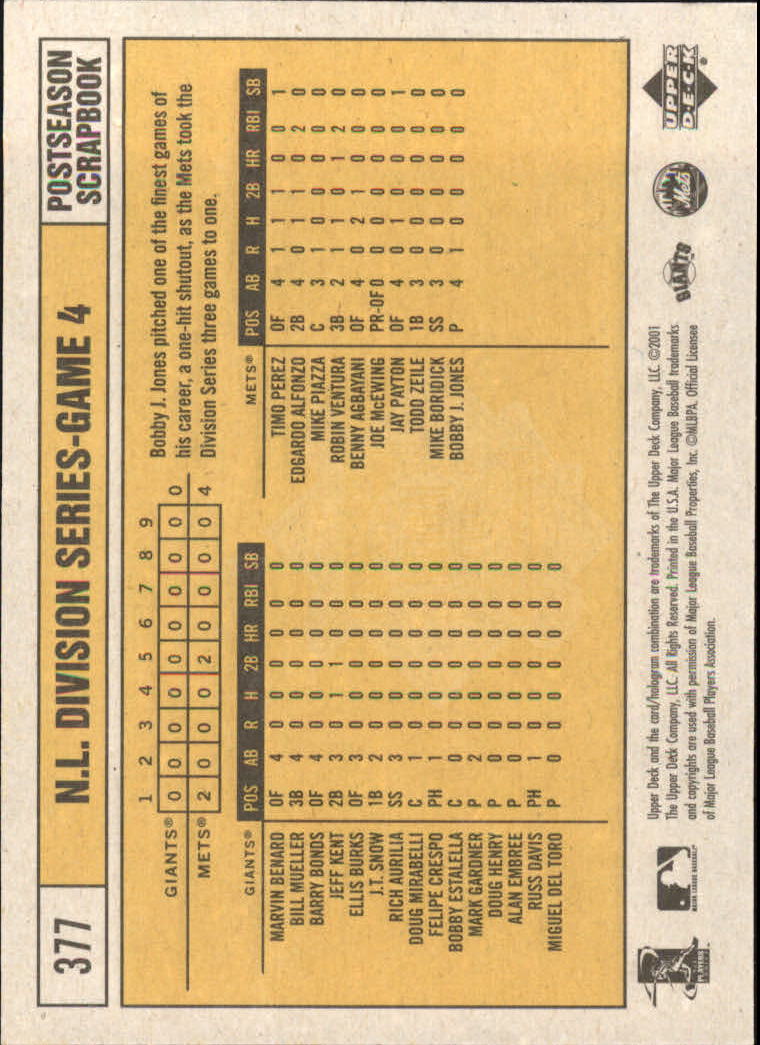 377
N.L. DIVISION SERIES-GAME 4
POSTSEASON
SCRAPBOOK
1 2 3 4 5 6 7 8 9
GIANTS® 0 0 0 0 0 0 0 0 0 0
METS® 2 0 0 0 2 0 0 0 0 4
Bobby J. Jones pitched one of the finest games of
his career, a one-hit shutout, as the Mets took the
Division Series three games to one.
GIANTS® POS AB R H 2B HR RBI SB
MARVIN BENARD OF 4 0 0 0 0 0 0
BILL MUELLER 3B 4 0 0 0 0 0 0
BARRY BONDS OF 4 0 0 0 0 0 0
JEFF KENT 2B 3 0 1 1 0 0 0
ELLIS BURKS OF 3 0 0 0 0 0 0
J.T. SNOW 1B 2 0 0 0 0 0 0
RICH AURILIA SS 3 0 0 0 0 0 0
DOUG MIRABELLI C 1 0 0 0 0 0 0
FELIPE CRESPO PH 1 0 0 0 0 0 0
BOBBY ESTALELLA C 0 0 0 0 0 0 0
MARK GARDNER P 2 0 0 0 0 0 0
DOUG HENRY P 0 0 0 0 0 0 0
ALAN EMBREE P 0 0 0 0 0 0 0
RUSS DAVIS PH 1 0 0 0 0 0 0
MIGUEL DEL TORO P 0 0 0 0 0 0 0
METS® POS AB R H 2B HR RBI SB
TIMO PEREZ OF 4 1 1 1 0 0 1
EDGARDO ALFONZO 2B 4 0 1 1 0 2 0
MIKE PIAZZA C 3 1 0 0 0 0 0
ROBIN VENTURA 3B 2 1 1 0 1 2 0
BENNY AGBAYANI OF 4 0 2 1 0 0 0
JOE McEWING PR-OF 0 0 0 0 0 0 0
JAY PAYTON OF 4 0 1 0 0 0 1
TODD ZEILE 1B 3 0 0 0 0 0 0
MIKE BORIDICK SS 3 0 0 0 0 0 0
BOBBY J. JONES P 4 1 0 0 0 0 0
PLAYERS
MAJOR LEAGUE BASEBALL®
Upper Deck and the card/hologram combination are trademarks of The Upper Deck Company, LLC. ©2001
The Upper Deck Company, LLC. All Rights Reserved. Printed in the U.S.A. Major League Baseball trademarks
and copyrights are used with permission of Major League Baseball Properties, Inc. ©MLBPA. Official Licensee
of Major League Baseball Players Association.
GIANTS
Mets
UPPER
DECK®